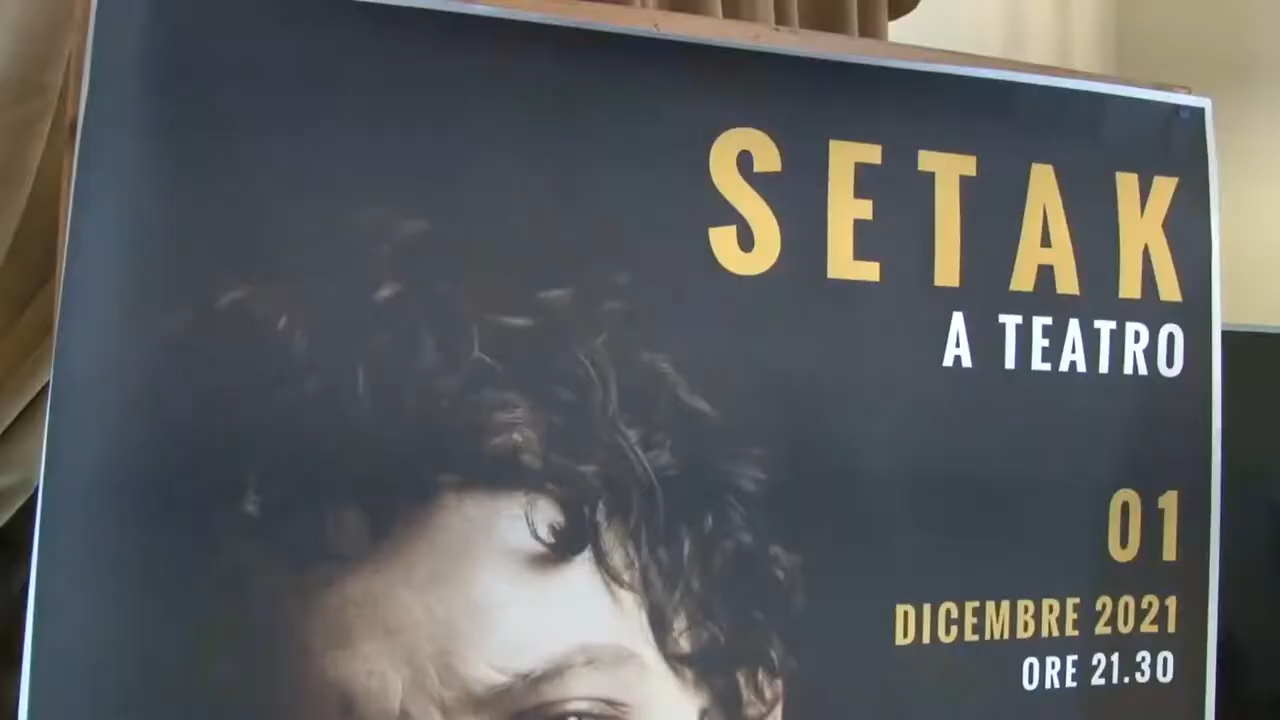 SETAK
A TEATRO
01
DICEMBRE 2021
ORE 21.30